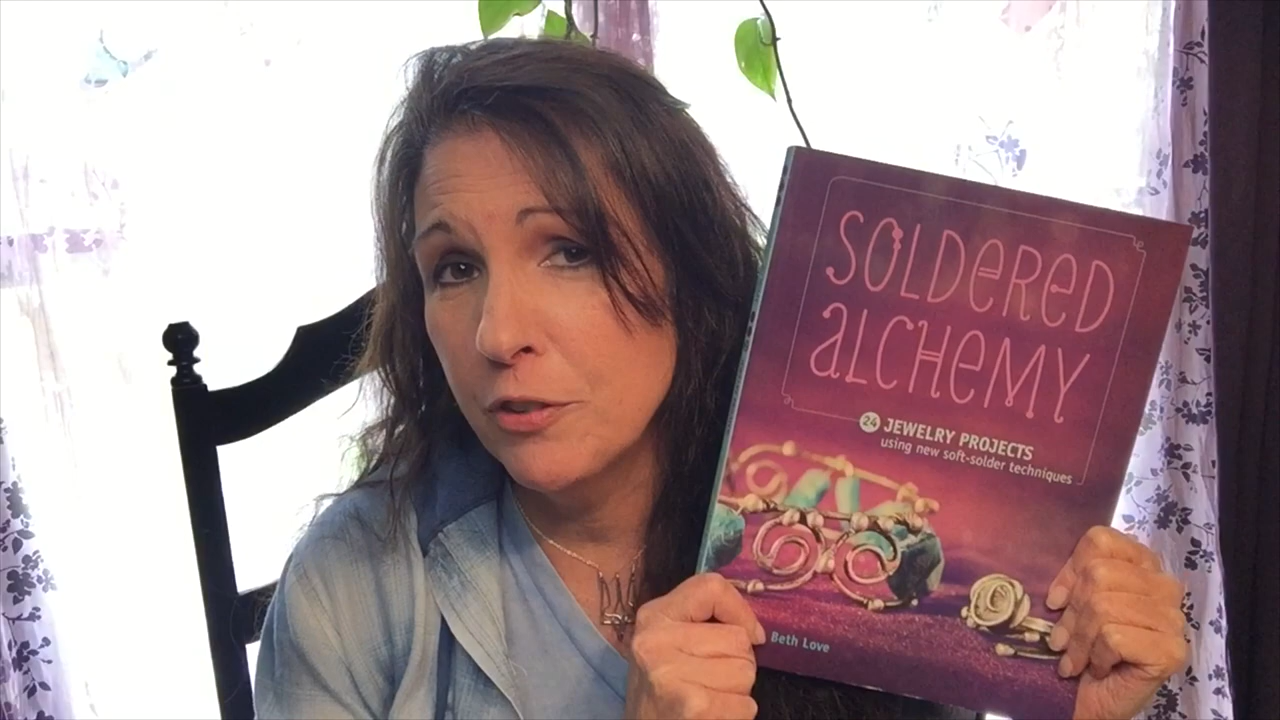 SOLDERED
aLCHeMY
24 JEWELRY PROJECTS
using new soft-solder techniques
Beth Love